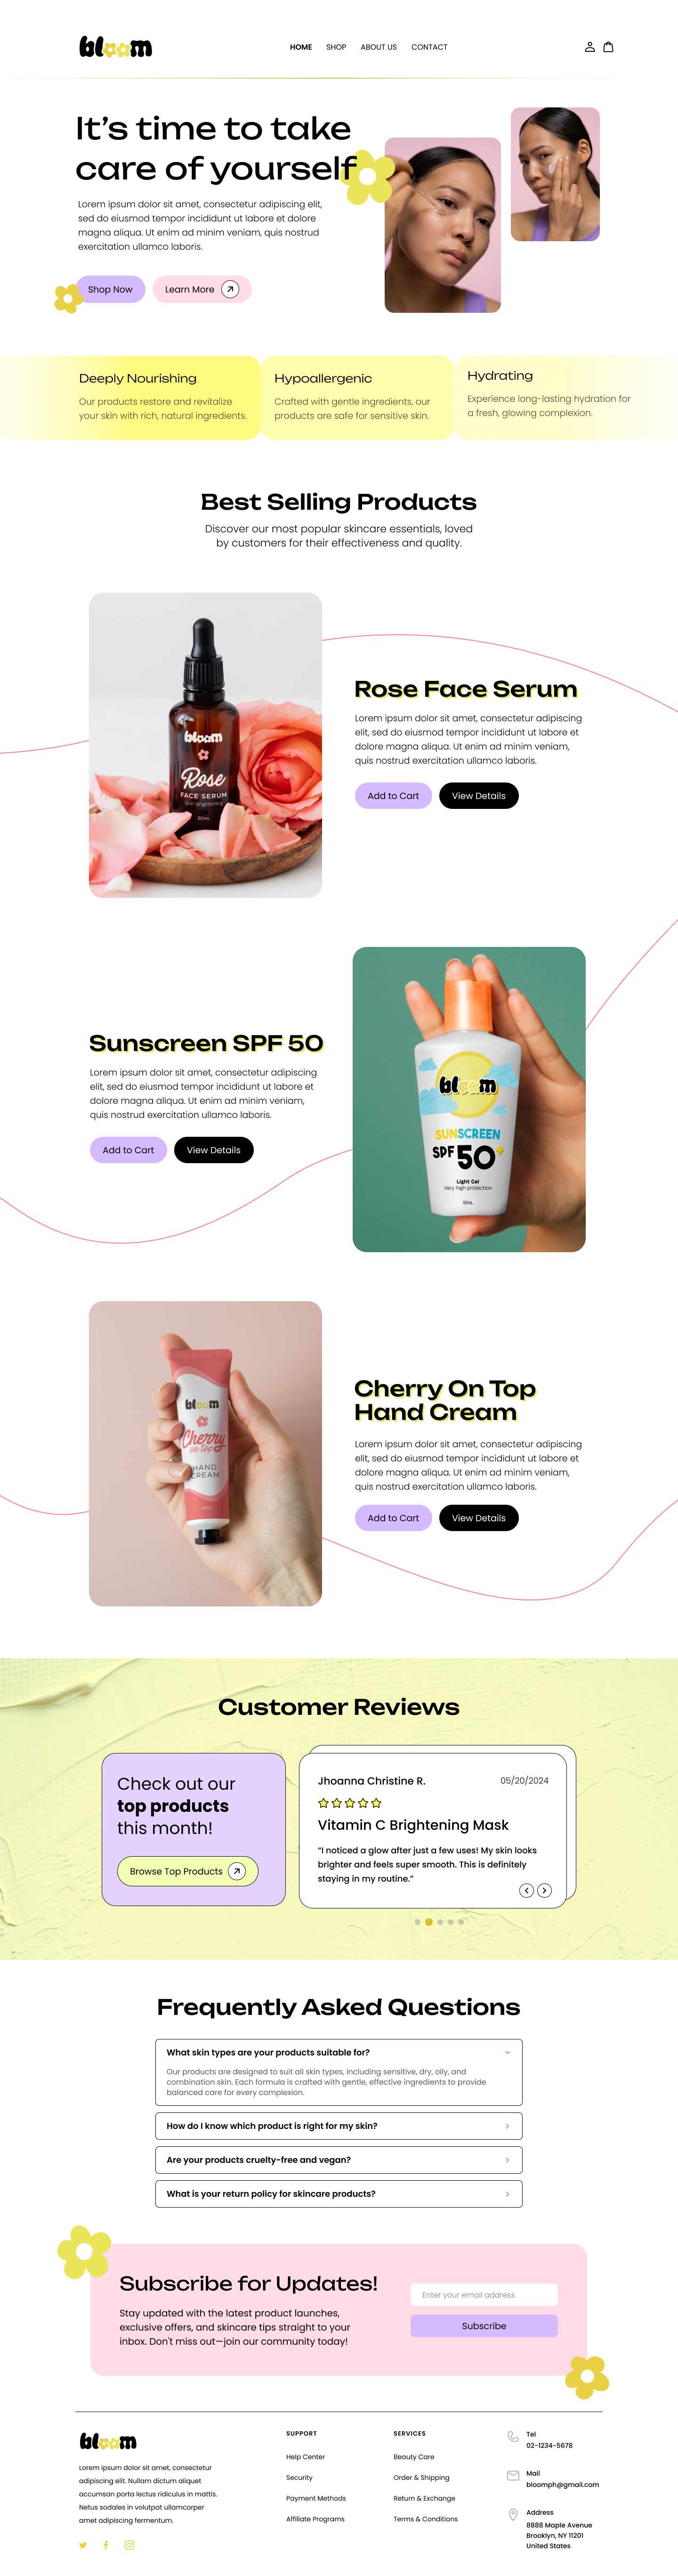 bloom
HOME SHOP ABOUT US CONTACT
It's time to take
care of yourself
Lorem ipsum dolor sit amet, consectetur adipiscing elit,
sed do eiusmod tempor incididunt ut labore et dolore
magna aliqua. Ut enim ad minim veniam, quis nostrud
exercitation ullamco laboris.
Shop Now
Learn More
Deeply Nourishing
Our products restore and revitalize
your skin with rich, natural ingredients.
Hypoallergenic
Crafted with gentle ingredients, our
products are safe for sensitive skin.
Hydrating
Experience long-lasting hydration for
a fresh, glowing complexion.
Best Selling Products
Discover our most popular skincare essentials, loved
by customers for their effectiveness and quality.
bloom
Rose
FACE SERUM
Skin Brightening
50mL
Rose Face Serum
Lorem ipsum dolor sit amet, consectetur adipiscing
elit, sed do eiusmod tempor incididunt ut labore et
dolore magna aliqua. Ut enim ad minim veniam,
quis nostrud exercitation ullamco laboris.
Add to Cart
View Details
Sunscreen SPF 50
Lorem ipsum dolor sit amet, consectetur adipiscing
elit, sed do eiusmod tempor incididunt ut labore et
dolore magna aliqua. Ut enim ad minim veniam,
quis nostrud exercitation ullamco laboris.
Add to Cart
View Details
bloom
SUNSCREEN
SPF 50+
Light Gel
Very high protection
50mL
bloom
Cherry
on top
HAND
CREAM
Cherry On Top
Hand Cream
Lorem ipsum dolor sit amet, consectetur adipiscing
elit, sed do eiusmod tempor incididunt ut labore et
dolore magna aliqua. Ut enim ad minim veniam,
quis nostrud exercitation ullamco laboris.
Add to Cart
View Details
Customer Reviews
Check out our
top products
this month!
Browse Top Products
Jhoanna Christine R. 05/20/2024
Vitamin C Brightening Mask
"I noticed a glow after just a few uses! My skin looks
brighter and feels super smooth. This is definitely
staying in my routine."
Frequently Asked Questions
What skin types are your products suitable for?
Our products are designed to suit all skin types, including sensitive, dry, oily, and
combination skin. Each formula is crafted with gentle, effective ingredients to provide
balanced care for every complexion.
How do I know which product is right for my skin?
Are your products cruelty-free and vegan?
What is your return policy for skincare products?
Subscribe for Updates!
Stay updated with the latest product launches,
exclusive offers, and skincare tips straight to your
inbox. Don't miss out—join our community today!
Enter your email address
Subscribe
bloom
Lorem ipsum dolor sit amet, consectetur
adipiscing elit. Nullam dictum aliquet
accumsan porta lectus ridiculus in mattis.
Netus sodales in volutpat ullamcorper
amet adipiscing fermentum.
SUPPORT
Help Center
Security
Payment Methods
Affiliate Programs
SERVICES
Beauty Care
Order & Shipping
Return & Exchange
Terms & Conditions
Tel
02-1234-5678
Mail
bloomph@gmail.com
Address
8888 Maple Avenue
Brooklyn, NY 11201
United States